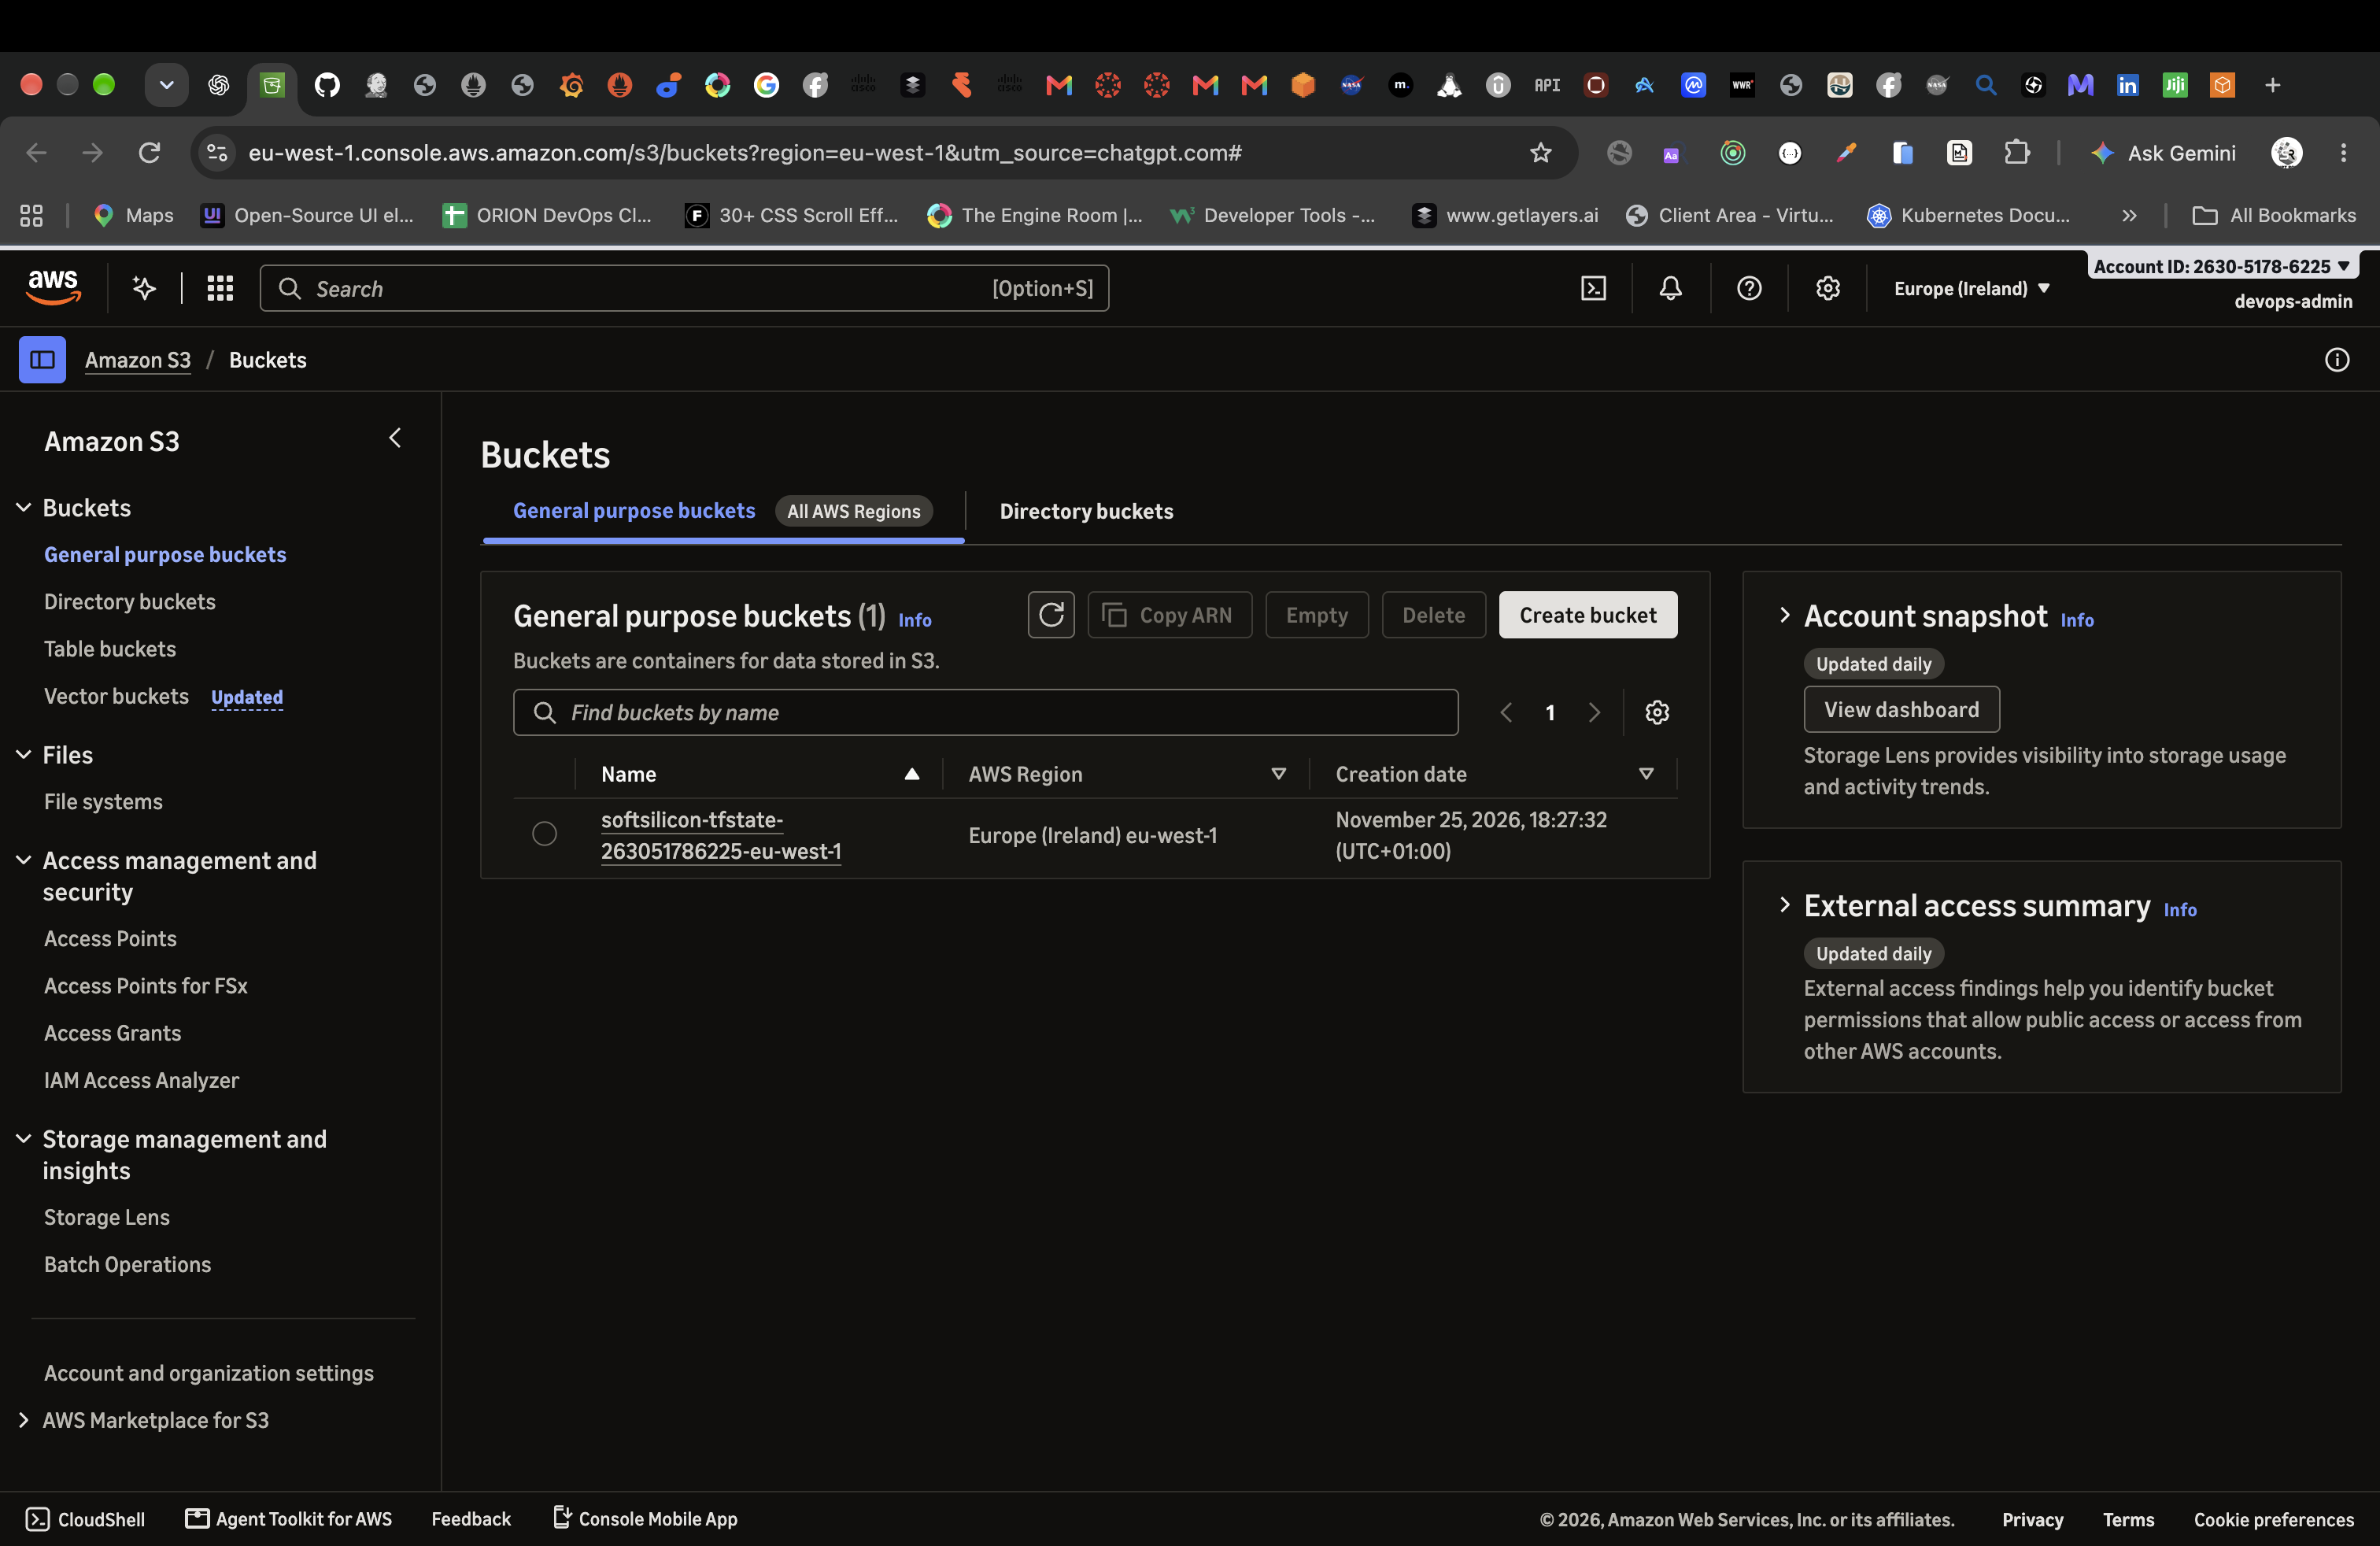 eu-west-1.console.aws.amazon.com/s3/buckets?region=eu-west-1&utm_source=chatgpt.com#
Ask Gemini
Maps
Open-Source UI el...
ORION DevOps Cl...
30+ CSS Scroll Eff...
The Engine Room |...
Developer Tools -...
www.getlayers.ai
Client Area - Virtu...
Kubernetes Docu...
All Bookmarks
aws
Search
[Option+S]
Europe (Ireland)
Account ID: 2630-5178-6225
devops-admin
Amazon S3 / Buckets
Amazon S3
Buckets
General purpose buckets
Directory buckets
Table buckets
Vector buckets Updated
Files
File systems
Access management and
security
Access Points
Access Points for FSx
Access Grants
IAM Access Analyzer
Storage management and
insights
Storage Lens
Batch Operations
Account and organization settings
AWS Marketplace for S3
Buckets
General purpose buckets All AWS Regions
Directory buckets
General purpose buckets (1) Info
Copy ARN
Empty
Delete
Create bucket
Buckets are containers for data stored in S3.
Find buckets by name
1
Name
AWS Region
Creation date
softsilicon-tfstate-
263051786225-eu-west-1
Europe (Ireland) eu-west-1
November 25, 2026, 18:27:32
(UTC+01:00)
Account snapshot Info
Updated daily
View dashboard
Storage Lens provides visibility into storage usage
and activity trends.
External access summary Info
Updated daily
External access findings help you identify bucket
permissions that allow public access or access from
other AWS accounts.
CloudShell
Agent Toolkit for AWS
Feedback
Console Mobile App
© 2026, Amazon Web Services, Inc. or its affiliates.
Privacy
Terms
Cookie preferences